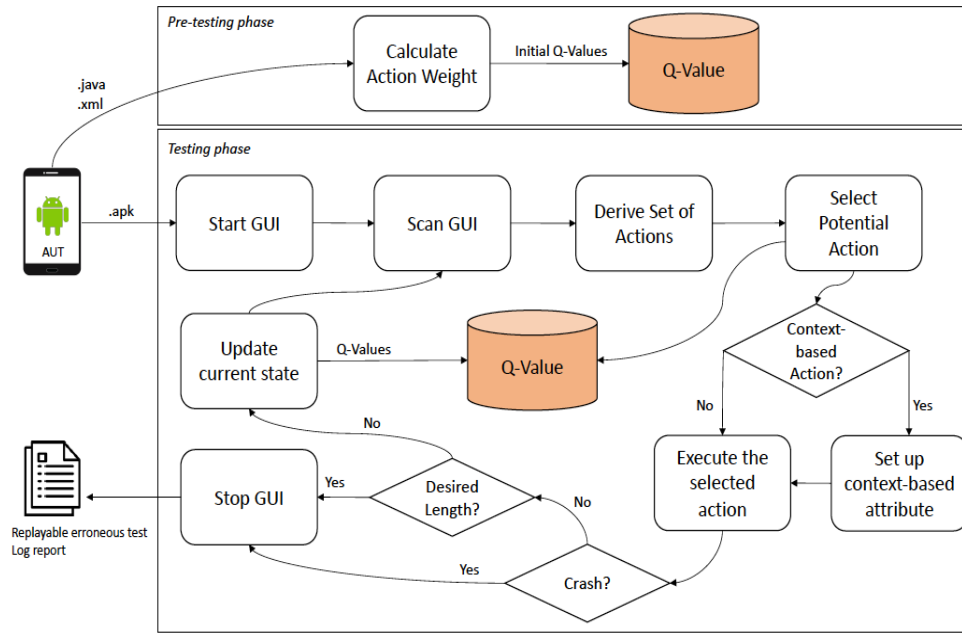 Pre-testing phase
Calculate
Action Weight
Initial Q-Values
Q-Value
.java
.xml
Testing phase
AUT
.apk
Start GUI
Scan GUI
Derive Set of
Actions
Select
Potential
Action
Update
current state
Q-Values
Q-Value
Context-
based
Action?
No
Yes
No
Execute the
selected
action
Set up
context-based
attribute
Stop GUI
Yes
Desired
Length?
No
Replayable erroneous test
Log report
Yes
Crash?